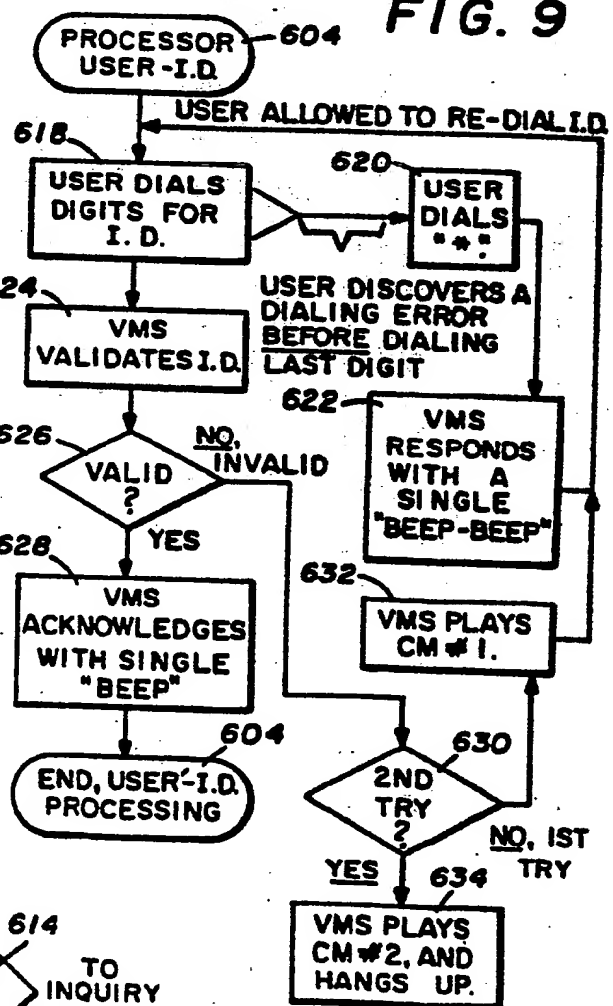 FIG. 9
PROCESSOR
USER-I.D.
604
USER ALLOWED TO RE-DIAL I.D.
618
USER DIALS
DIGITS FOR
I. D.
620
USER
DIALS
"*".
USER DISCOVERS A
DIALING ERROR
BEFORE DIALING
LAST DIGIT
24
VMS
VALIDATES I.D.
622
VMS
RESPONDS
WITH A
SINGLE
"BEEP-BEEP"
626
VALID
?
NO,
INVALID
YES
628
VMS
ACKNOWLEDGES
WITH SINGLE
"BEEP"
632
VMS PLAYS
CM # 1.
604
END, USER-I.D.
PROCESSING
630
2ND
TRY
?
NO, 1ST
TRY
YES
634
VMS PLAYS
CM #2, AND
HANGS UP.
614
TO
INQUIRY